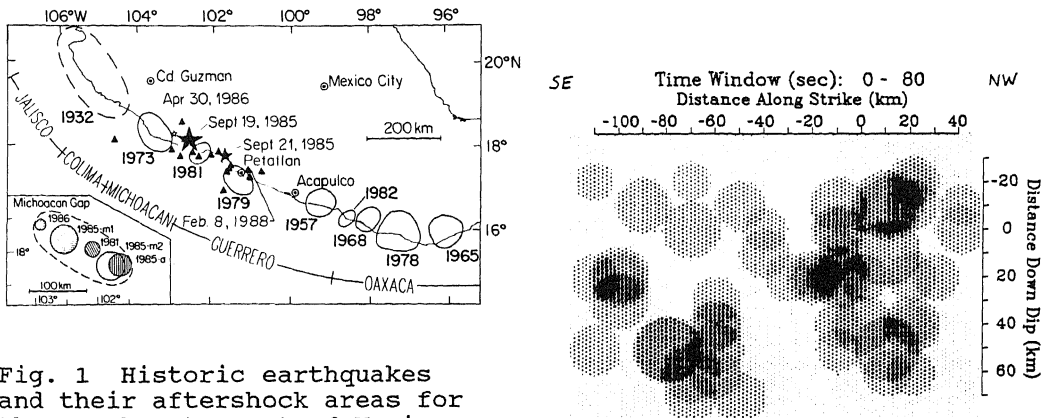 106°W 104° 102° 100° 98° 96°
20°N
18°
16°
Cd Guzman
Mexico City
Apr 30, 1986
Sept 19, 1985
200 km
1932
Sept 21, 1985
Petatlan
1973
1981
Acapulco
1979
1982
Feb. 8, 1988
1957
1968
1978
1965
JALISCO
COLIMA
MICHOACAN
GUERRERO
OAXACA
Michoacan Gap
1986
1985-m1
1981
1985-m2
1985-a
18°
100 km
103° 102°
Fig. 1 Historic earthquakes
and their aftershock areas for
SE
NW
Time Window (sec): 0 - 80
Distance Along Strike (km)
-100 -80 -60 -40 -20 0 20 40
-20
0
20
40
60
Distance Down Dip (km)